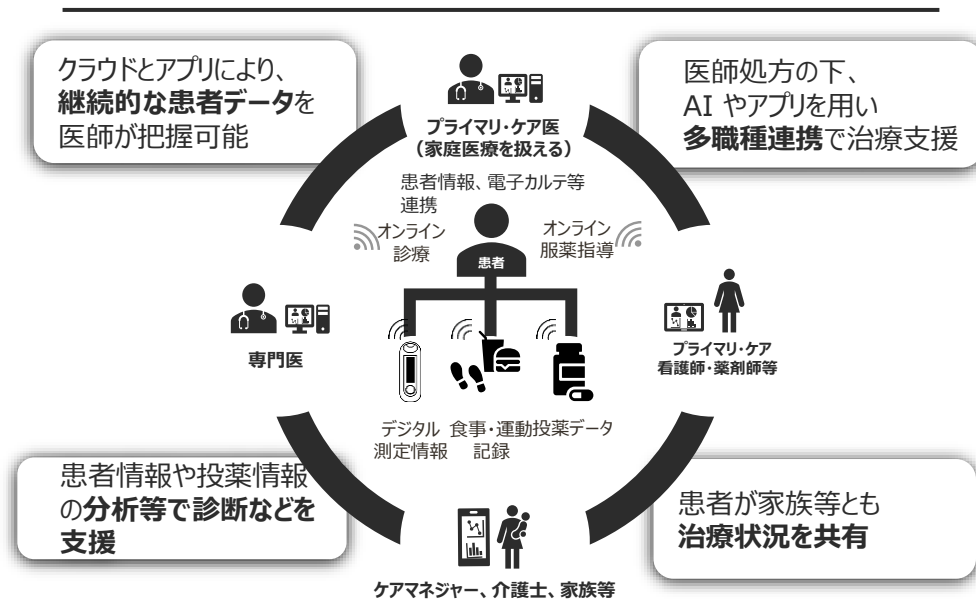 クラウドとアプリにより、
継続的な患者データを
医師が把握可能
医師処方の下、
AI やアプリを用い
多職種連携で治療支援
プライマリ・ケア医
（家庭医療を扱える）
患者情報、電子カルテ等
連携
オンライン
診療
オンライン
服薬指導
患者
専門医
プライマリ・ケア
看護師・薬剤師等
デジタル
測定情報
食事・運動
記録
投薬データ
患者情報や投薬情報
の分析等で診断などを
支援
患者が家族等とも
治療状況を共有
ケアマネジャー、介護士、家族等